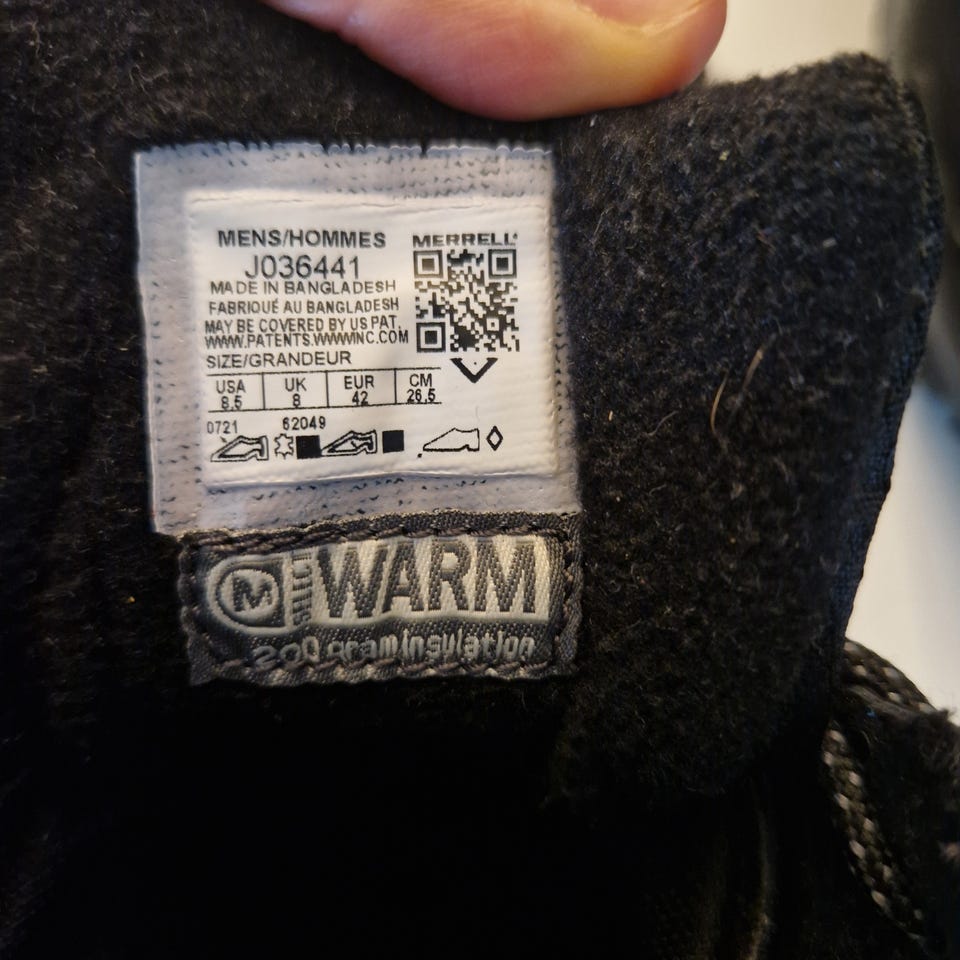 MENS/HOMMES
J036441
MADE IN BANGLADESH
FABRIQUÉ AU BANGLADESH
MAY BE COVERED BY US PAT.
WWW.PATENTS.WWWINC.COM
SIZE/GRANDEUR
USA UK EUR CM
8.5 8 42 26,5
0721 62049
MERRELL
M WARM
200 gram insulation